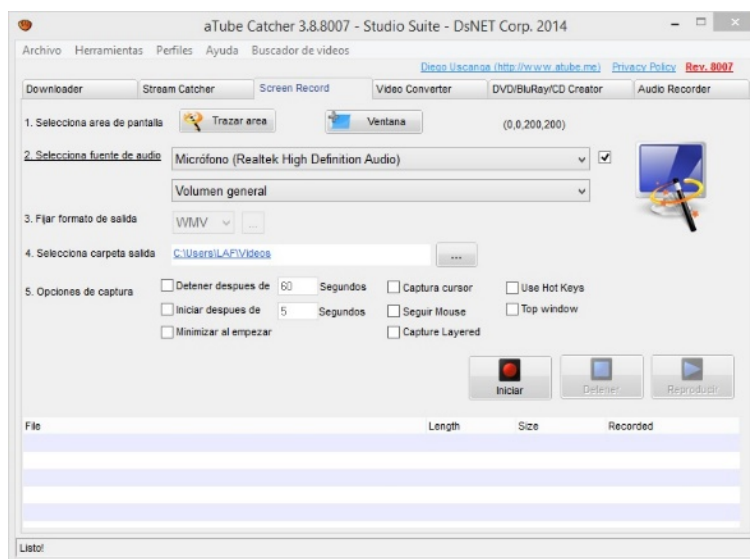 aTube Catcher 3.8.8007 - Studio Suite - DsNET Corp. 2014
Archivo Herramientas Perfiles Ayuda Buscador de videos
Diego Uscanga (http://www.atube.me) Privacy Policy Rev. 8007
Downloader Stream Catcher Screen Record Video Converter DVD/BluRay/CD Creator Audio Recorder
1. Selecciona area de pantalla Trazar area Ventana (0,0,200,200)
2. Selecciona fuente de audio Micrófono (Realtek High Definition Audio)
Volumen general
3. Fijar formato de salida WMV ...
4. Selecciona carpeta salida C:\Users\LAF\Videos ...
5. Opciones de captura Detener despues de 60 Segundos Captura cursor Use Hot Keys
Iniciar despues de 5 Segundos Seguir Mouse Top window
Minimizar al empezar Capture Layered
Iniciar Detener Reproducir
File Length Size Recorded
Listo!